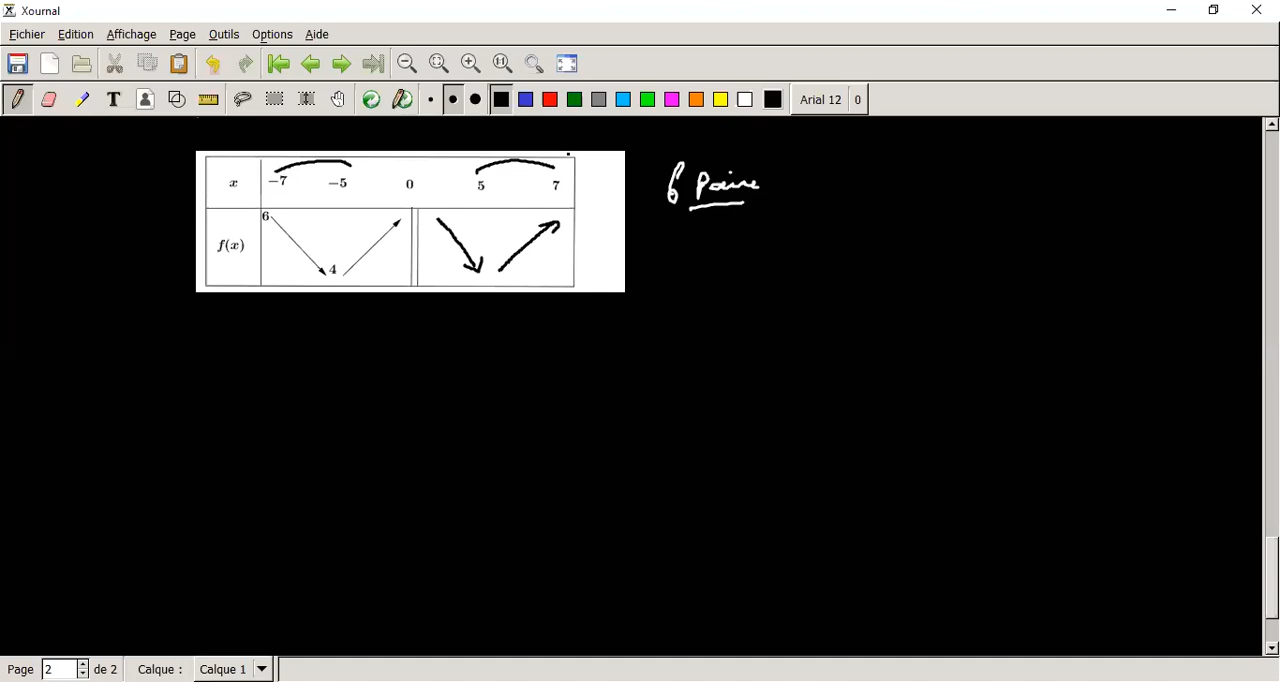 Xournal
Fichier Edition Affichage Page Outils Options Aide
Arial 12 0
x −7 −5 0 5 7
6
f(x)
4
f Paire
Page 2 de 2 Calque : Calque 1